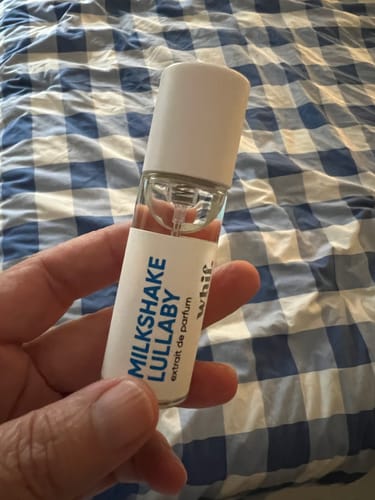 MILKSHAKE
LULLABY
extrait de parfum
whif.